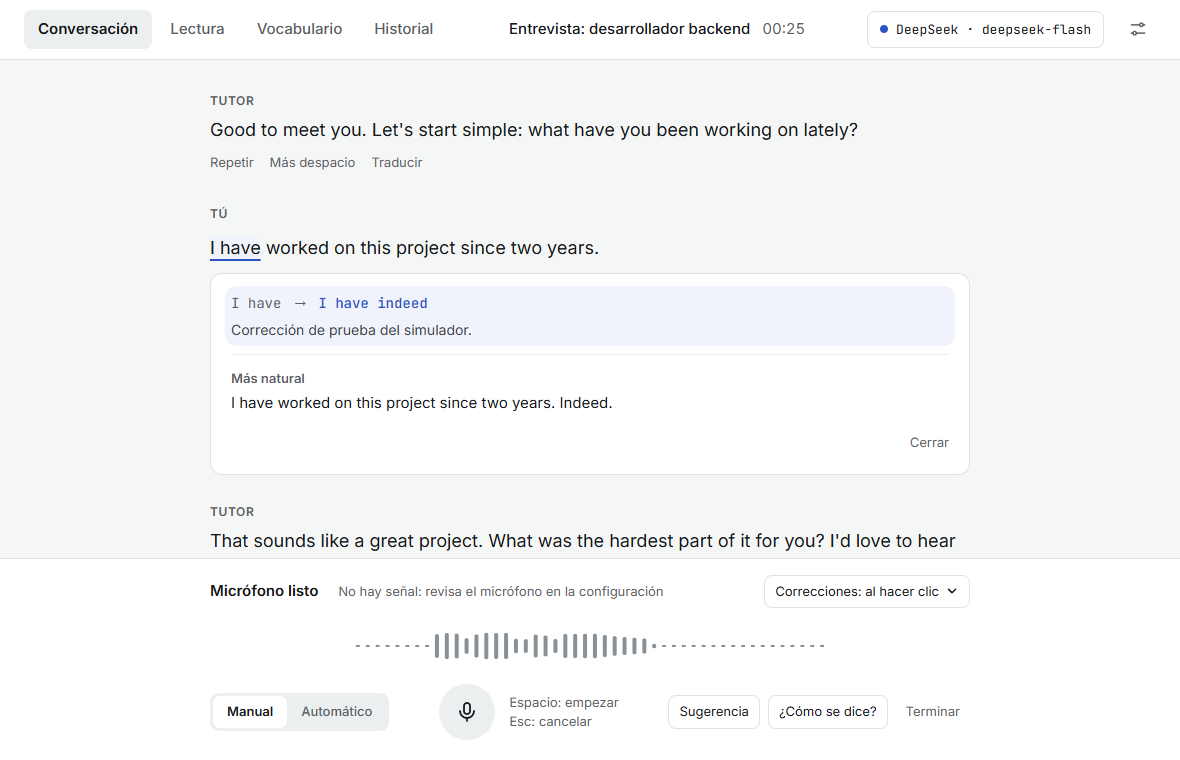 Conversación Lectura Vocabulario Historial Entrevista: desarrollador backend 00:25 DeepSeek · deepseek-flash
TUTOR
Good to meet you. Let's start simple: what have you been working on lately?
Repetir Más despacio Traducir
TÚ
I have worked on this project since two years.
I have → I have indeed
Corrección de prueba del simulador.
Más natural
I have worked on this project since two years. Indeed.
Cerrar
TUTOR
That sounds like a great project. What was the hardest part of it for you? I'd love to hear
Micrófono listo No hay señal: revisa el micrófono en la configuración Correcciones: al hacer clic
Manual Automático Espacio: empezar Sugerencia ¿Cómo se dice? Terminar
Esc: cancelar